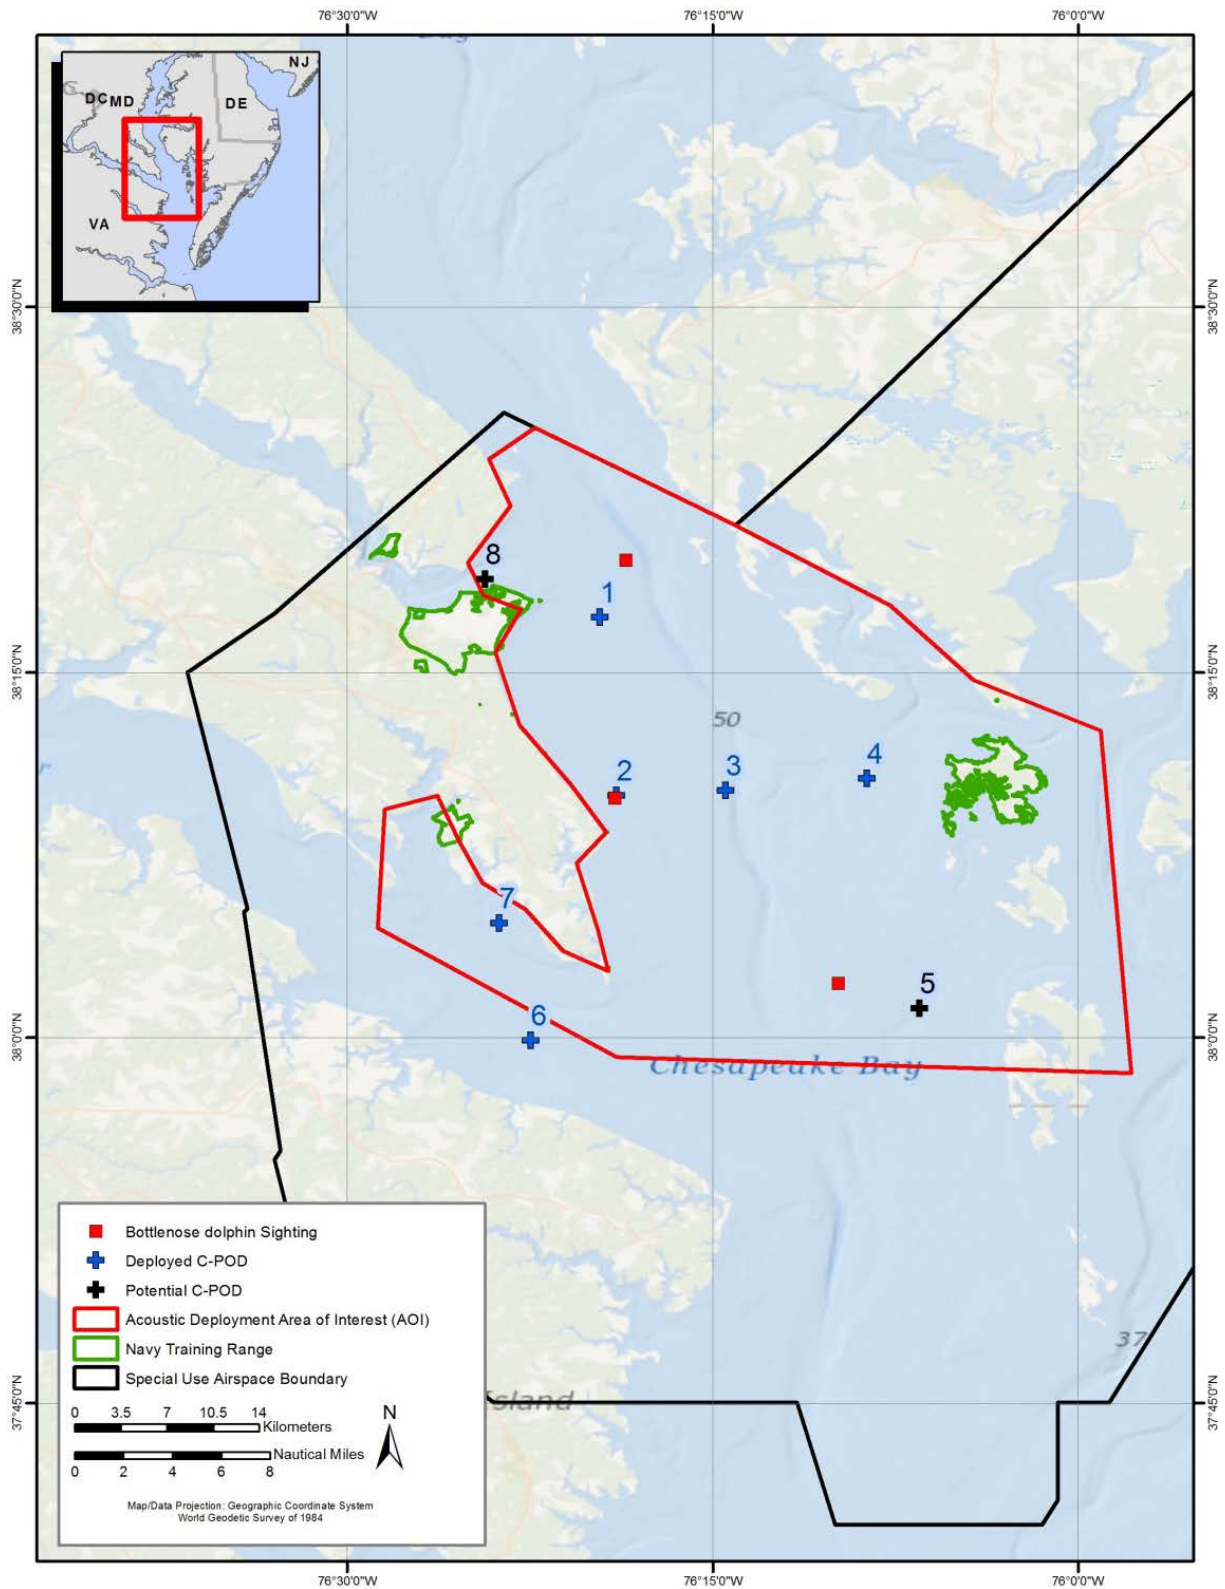 76°30'0"W
76°15'0"W
76°0'0"W
Bay
NJ
DC MD
DE
VA
38°30'0"N
38°30'0"N
8
1
38°15'0"N
38°15'0"N
50
2
3
4
7
5
6
38°0'0"N
38°0'0"N
Chesapeake Bay
Bottlenose dolphin Sighting
Deployed C-POD
Potential C-POD
Acoustic Deployment Area of Interest (AOI)
Navy Training Range
Special Use Airspace Boundary
37
37°45'0"N
37°45'0"N
Island
0 3.5 7 10.5 14
Kilometers
N
Nautical Miles
0 2 4 6 8
Map/Data Projection: Geographic Coordinate System
World Geodetic Survey of 1984
76°30'0"W
76°15'0"W
76°0'0"W